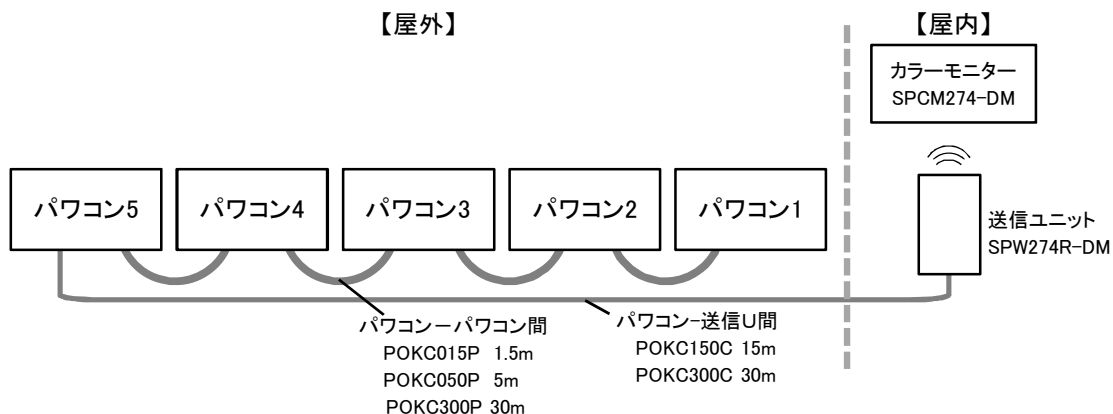 【屋外】
【屋内】
カラーモニター
SPCM274-DM
パワコン5
パワコン4
パワコン3
パワコン2
パワコン1
送信ユニット
SPW274R-DM
パワコンーパワコン間
POKC015P 1.5m
POKC050P 5m
POKC300P 30m
パワコン-送信U間
POKC150C 15m
POKC300C 30m